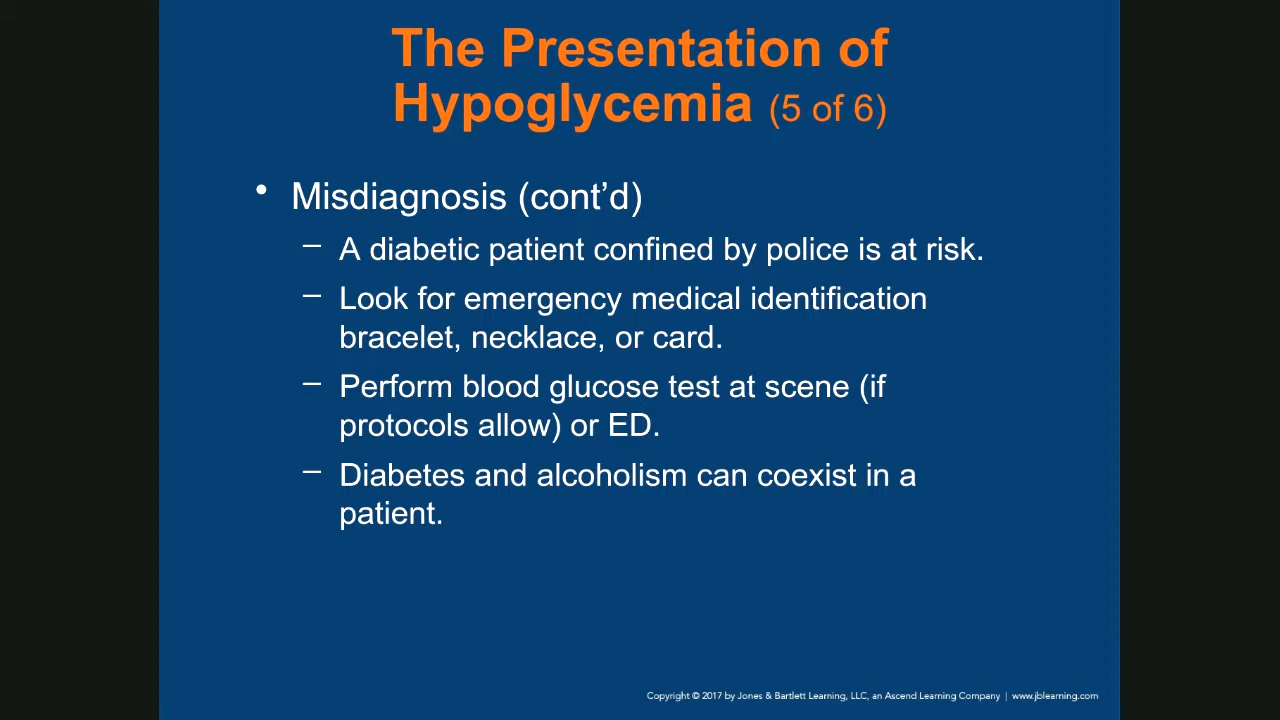 The Presentation of
Hypoglycemia (5 of 6)
• Misdiagnosis (cont’d)
– A diabetic patient confined by police is at risk.
– Look for emergency medical identification
bracelet, necklace, or card.
– Perform blood glucose test at scene (if
protocols allow) or ED.
– Diabetes and alcoholism can coexist in a
patient.
Copyright © 2017 by Jones & Bartlett Learning, LLC, an Ascend Learning Company | www.jblearning.com